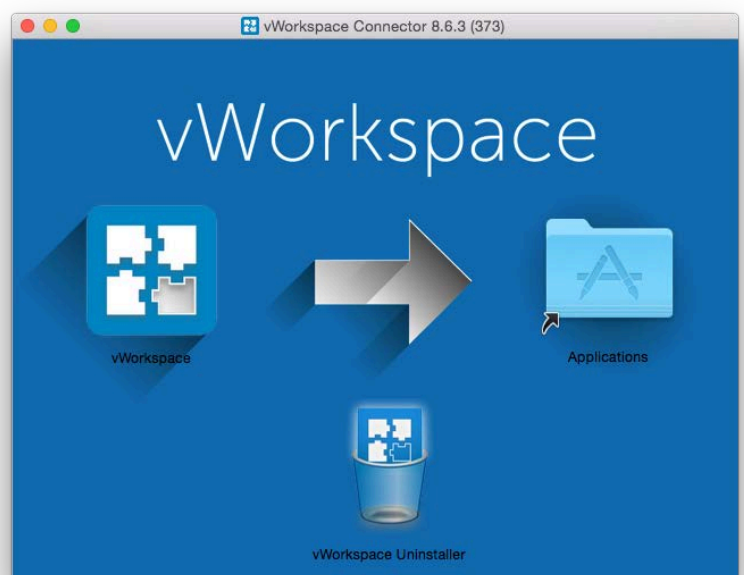 vWorkspace Connector 8.6.3 (373)
vWorkspace
vWorkspace
Applications
vWorkspace Uninstaller